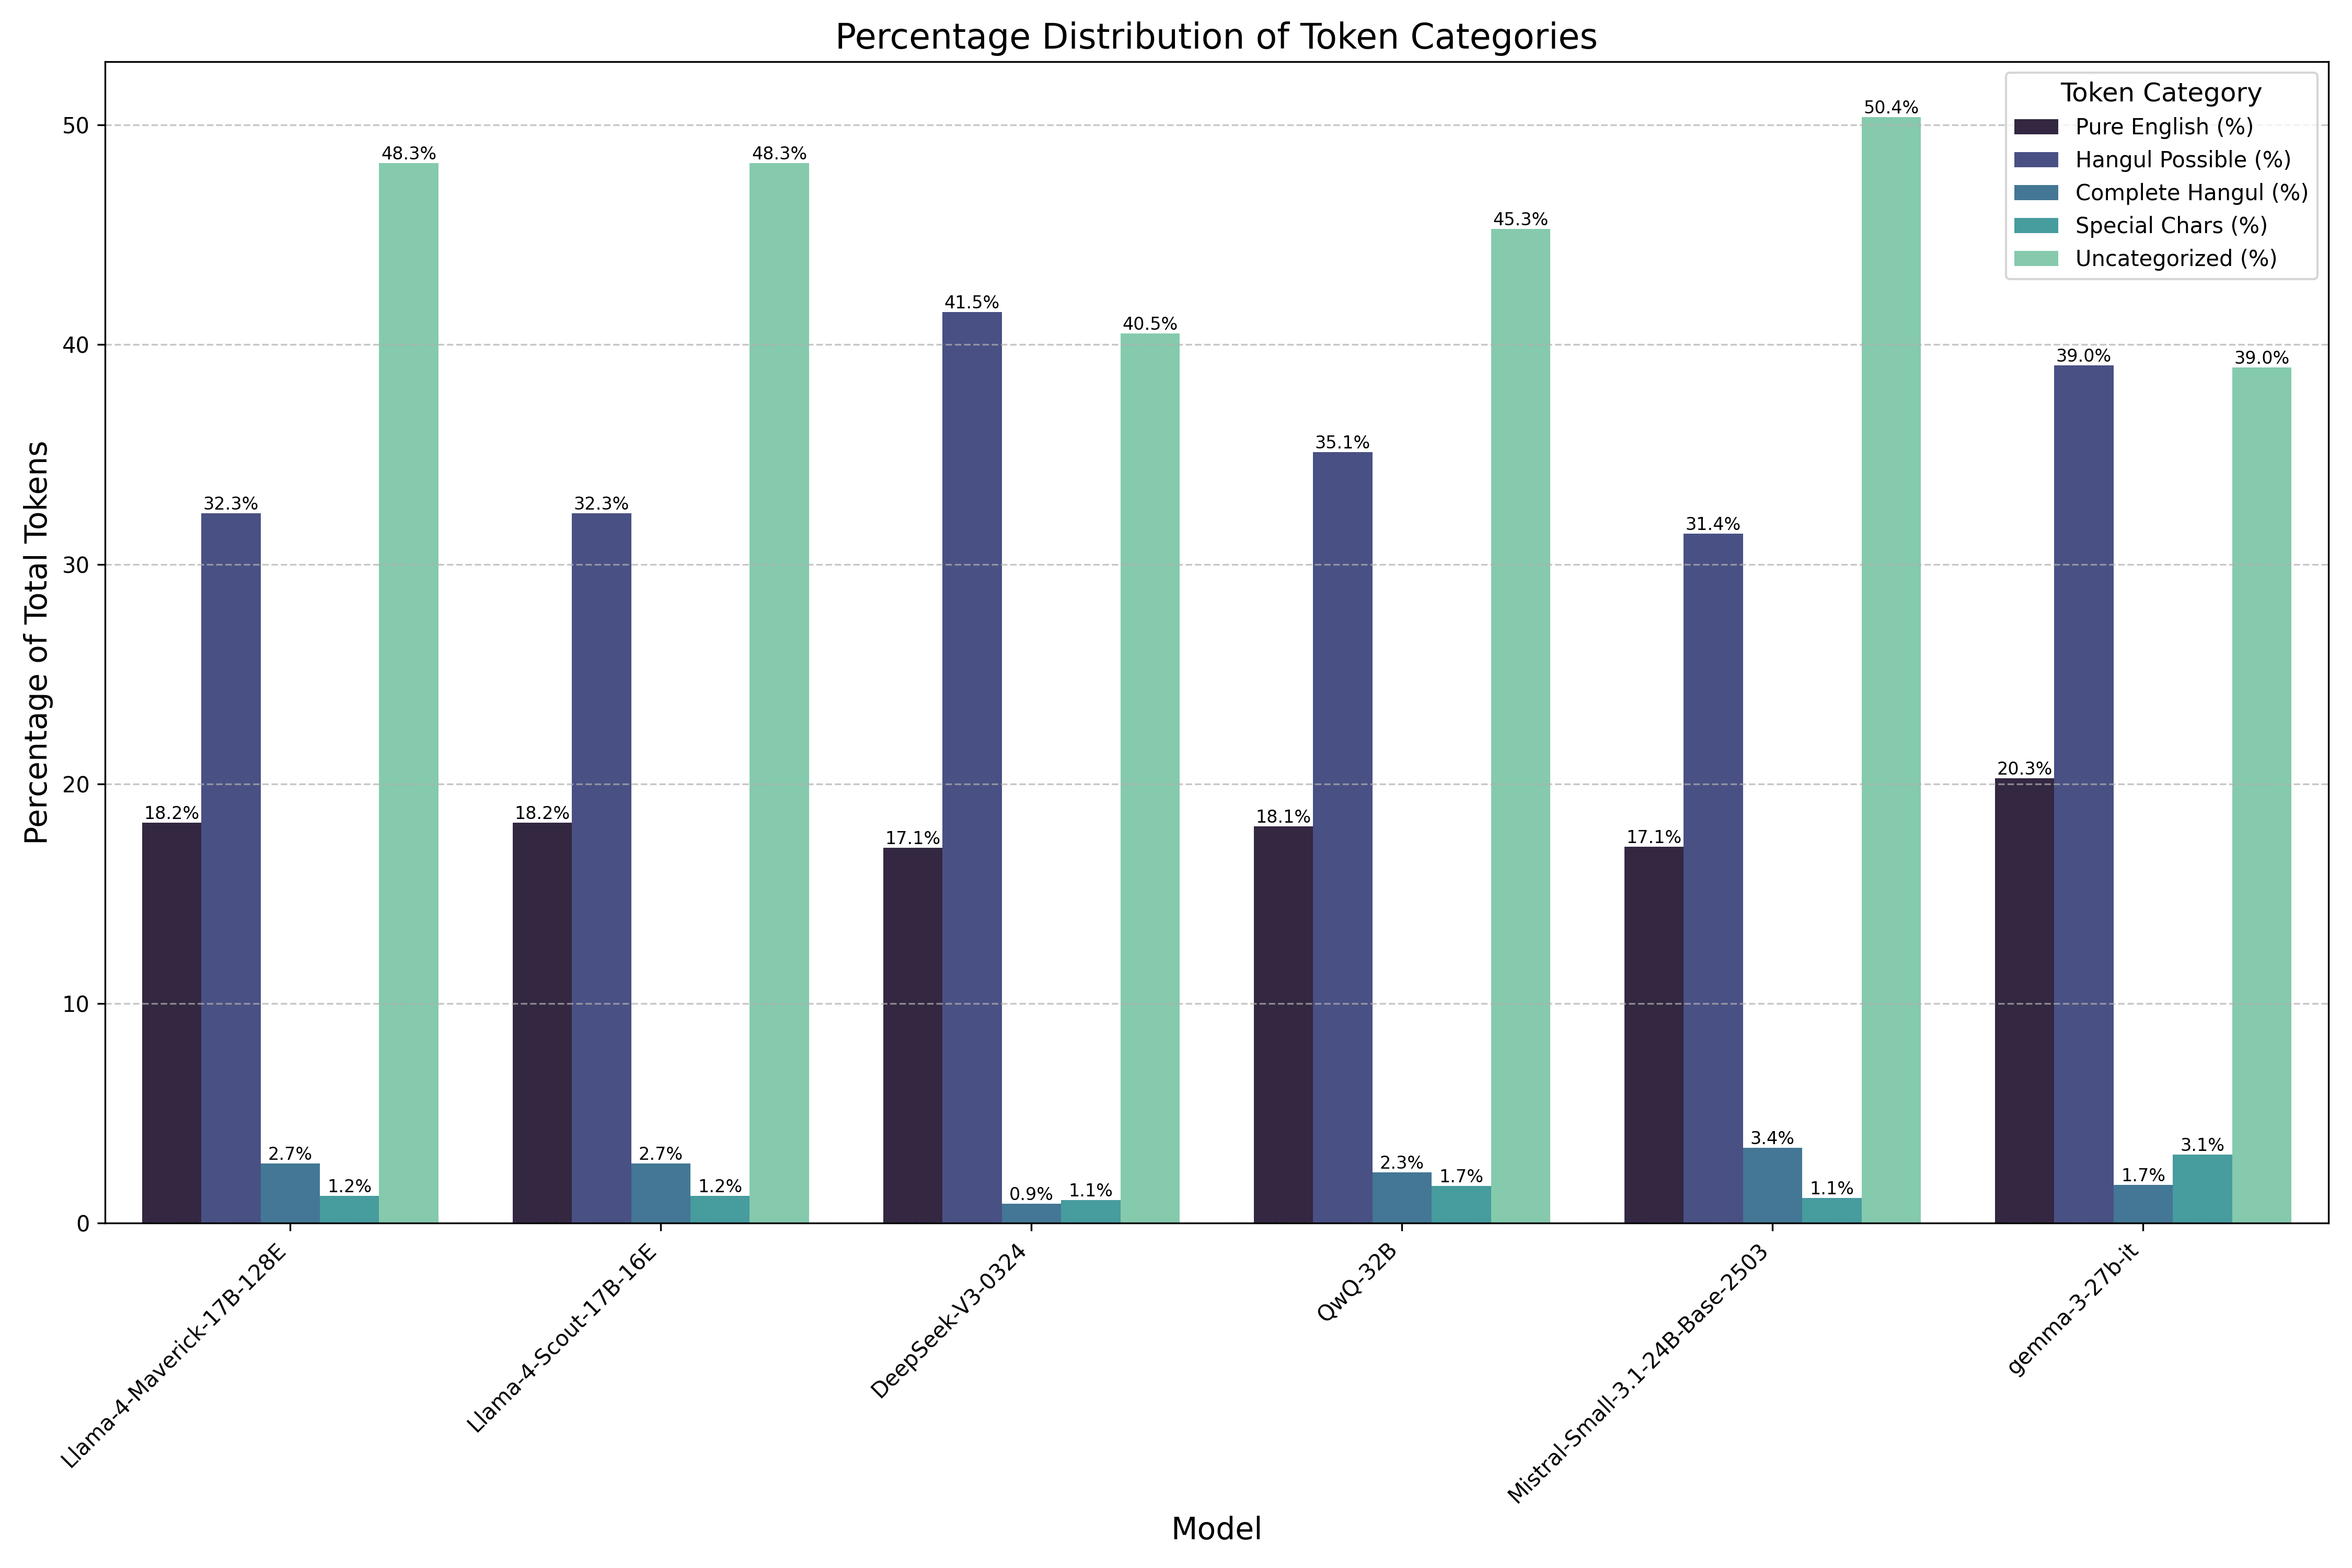 Percentage Distribution of Token Categories
Percentage of Total Tokens
50
40
30
20
10
0
Token Category
Pure English (%)
Hangul Possible (%)
Complete Hangul (%)
Special Chars (%)
Uncategorized (%)
18.2%
32.3%
2.7%
1.2%
48.3%
18.2%
32.3%
2.7%
1.2%
48.3%
17.1%
41.5%
0.9%
1.1%
40.5%
18.1%
35.1%
2.3%
1.7%
45.3%
17.1%
31.4%
3.4%
1.1%
50.4%
20.3%
39.0%
1.7%
3.1%
39.0%
Llama-4-Maverick-17B-128E
Llama-4-Scout-17B-16E
DeepSeek-V3-0324
QwQ-32B
Mistral-Small-3.1-24B-Base-2503
gemma-3-27b-it
Model